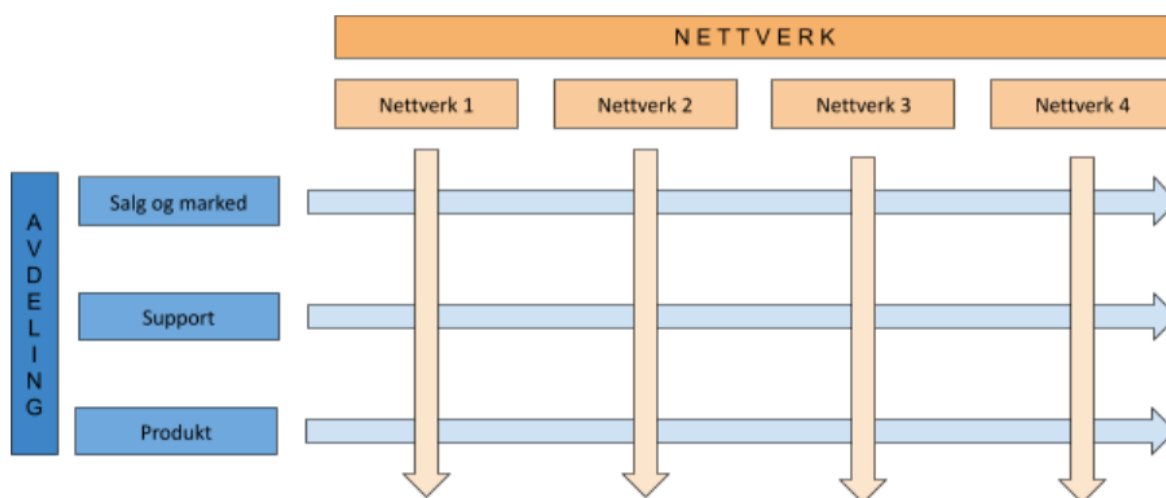 NETTVERK
Nettverk 1
Nettverk 2
Nettverk 3
Nettverk 4
AVDELING
Salg og marked
Support
Produkt